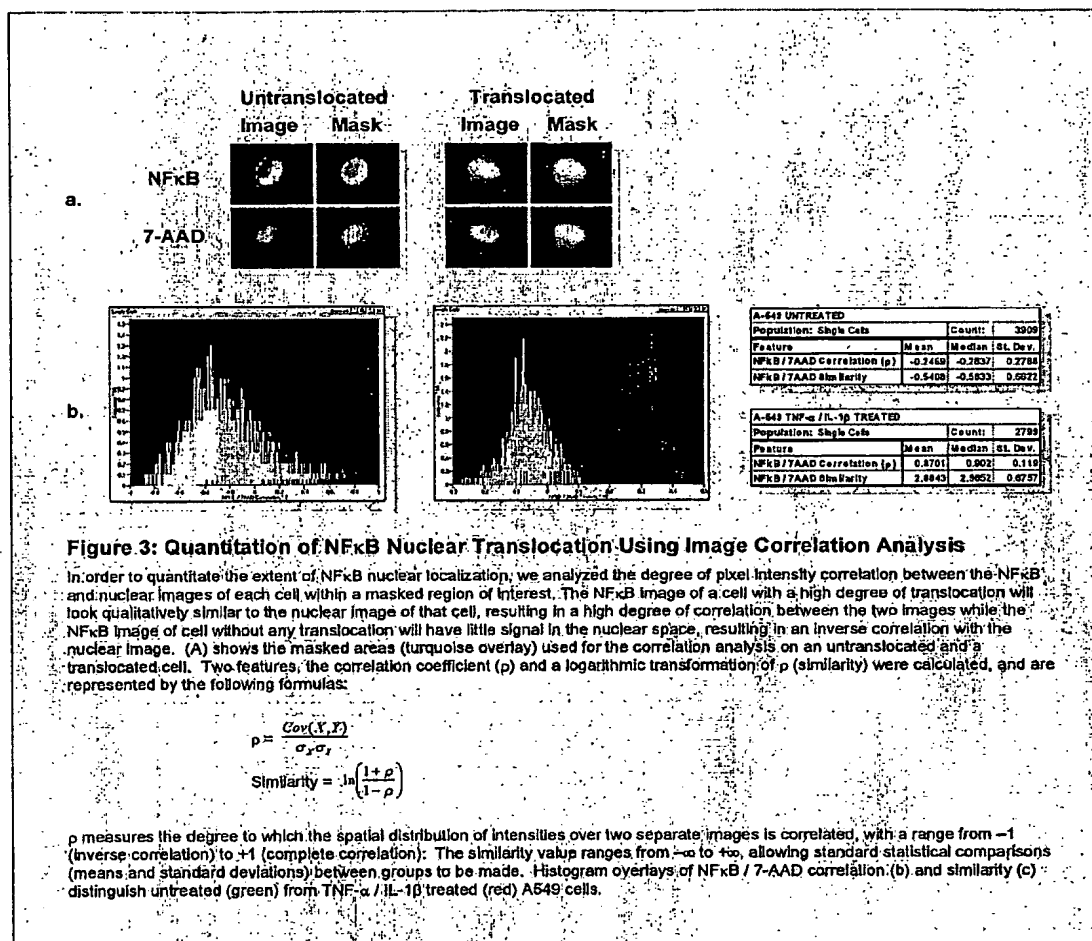 Untranslocated Translocated
Image Mask Image Mask
NFκB
a.
7-AAD
b.
A-549 UNTREATED
Population: Single Cells Count: 3909
Feature Mean Median St. Dev.
NFkB / 7AAD Correlation (ρ) -0.2469 -0.2837 0.2788
NFkB / 7AAD Similarity -0.5408 -0.5833
A-549 TNF-α / IL-1β TREATED
Population: Single Cells Count: 2793
Feature Mean Median St. Dev.
NFkB / 7AAD Correlation (ρ) 0.8701 0.902 0.119
NFkB / 7AAD Similarity 0.6757
Figure 3: Quantitation of NFκB Nuclear Translocation Using Image Correlation Analysis
In order to quantitate the extent of NFκB nuclear localization, we analyzed the degree of pixel intensity correlation between the NFκB
and nuclear images of each cell within a masked region of interest. The NFκB image of a cell with a high degree of translocation will
look qualitatively similar to the nuclear image of that cell, resulting in a high degree of correlation between the two images while the
NFκB image of cell without any translocation will have little signal in the nuclear space, resulting in an inverse correlation with the
nuclear image. (A) shows the masked areas (turquoise overlay) used for the correlation analysis on an untranslocated and a
translocated cell. Two features, the correlation coefficient (ρ) and a logarithmic transformation of ρ (similarity) were calculated, and are
represented by the following formulas:
ρ = Cov(X,Y) / σX σY
Similarity = ln((1 + ρ) / (1 - ρ))
ρ measures the degree to which the spatial distribution of intensities over two separate images is correlated, with a range from –1
(inverse correlation) to +1 (complete correlation). The similarity value ranges from –∞ to +∞, allowing standard statistical comparisons
(means and standard deviations) between groups to be made. Histogram overlays of NFκB / 7-AAD correlation (b) and similarity (c)
distinguish untreated (green) from TNF-α / IL-1β treated (red) A549 cells.